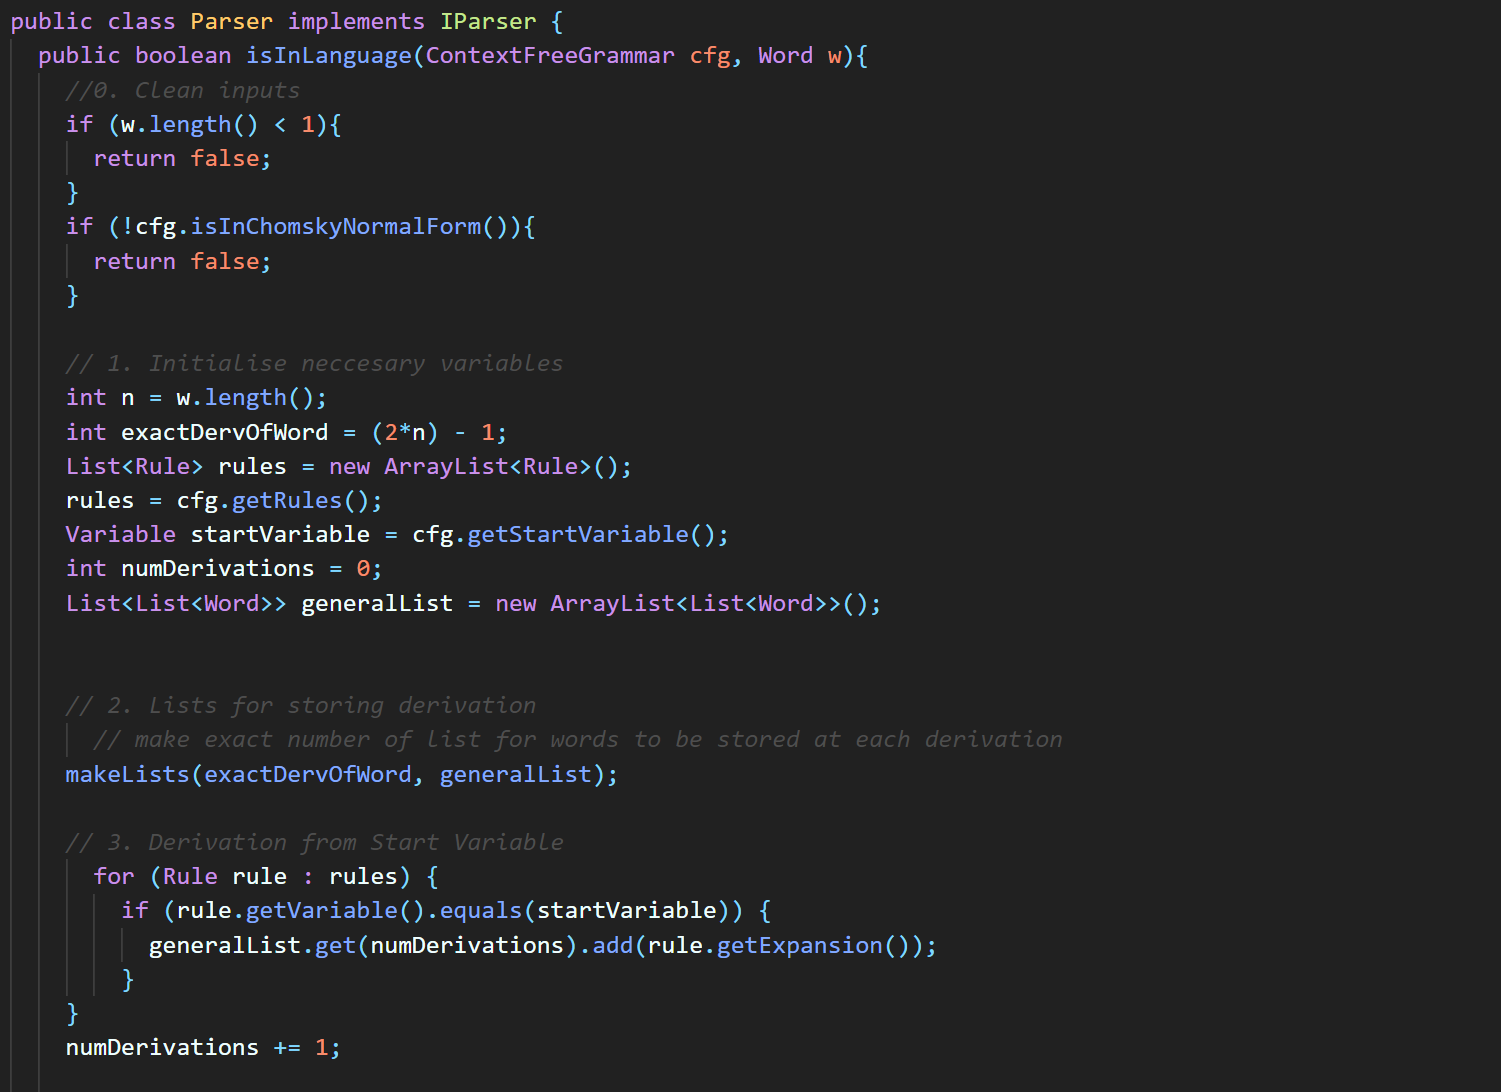 public class Parser implements IParser {
public boolean isInLanguage(ContextFreeGrammar cfg, Word w){
//0. Clean inputs
if (w.length() < 1){
return false;
}
if (!cfg.isInChomskyNormalForm()){
return false;
}
// 1. Initialise neccesary variables
int n = w.length();
int exactDervOfWord = (2*n) - 1;
List<Rule> rules = new ArrayList<Rule>();
rules = cfg.getRules();
Variable startVariable = cfg.getStartVariable();
int numDerivations = 0;
List<List<Word>> generalList = new ArrayList<List<Word>>();
// 2. Lists for storing derivation
// make exact number of list for words to be stored at each derivation
makeLists(exactDervOfWord, generalList);
// 3. Derivation from Start Variable
for (Rule rule : rules) {
if (rule.getVariable().equals(startVariable)) {
generalList.get(numDerivations).add(rule.getExpansion());
}
}
numDerivations += 1;